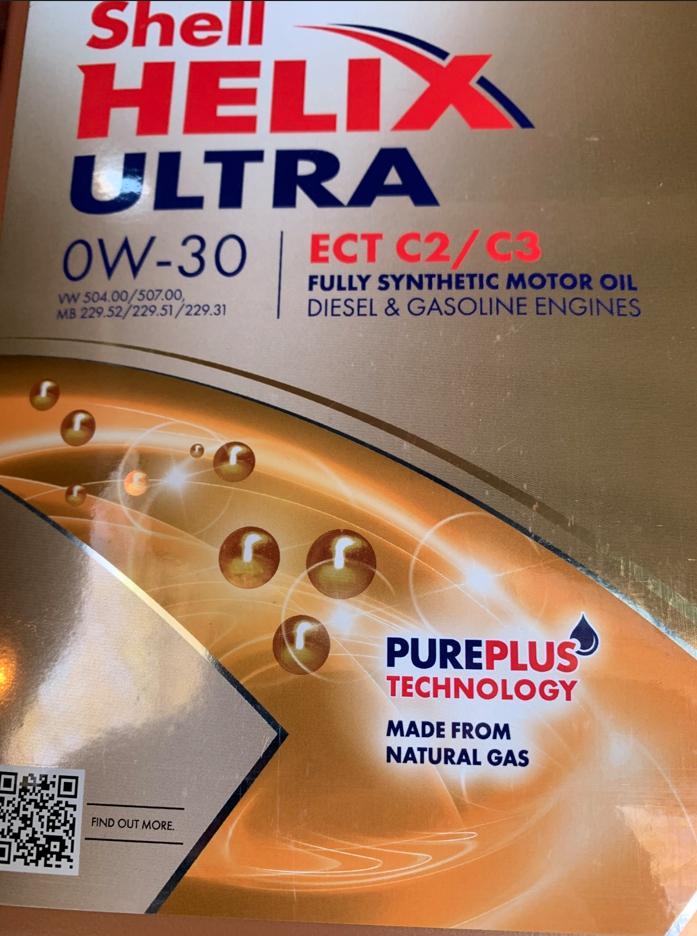 Shell
HELIX
ULTRA
0W-30
VW 504.00/507.00,
MB 229.52/229.51/229.31
ECT C2/C3
FULLY SYNTHETIC MOTOR OIL
DIESEL & GASOLINE ENGINES
PUREPLUS
TECHNOLOGY
MADE FROM
NATURAL GAS
FIND OUT MORE.